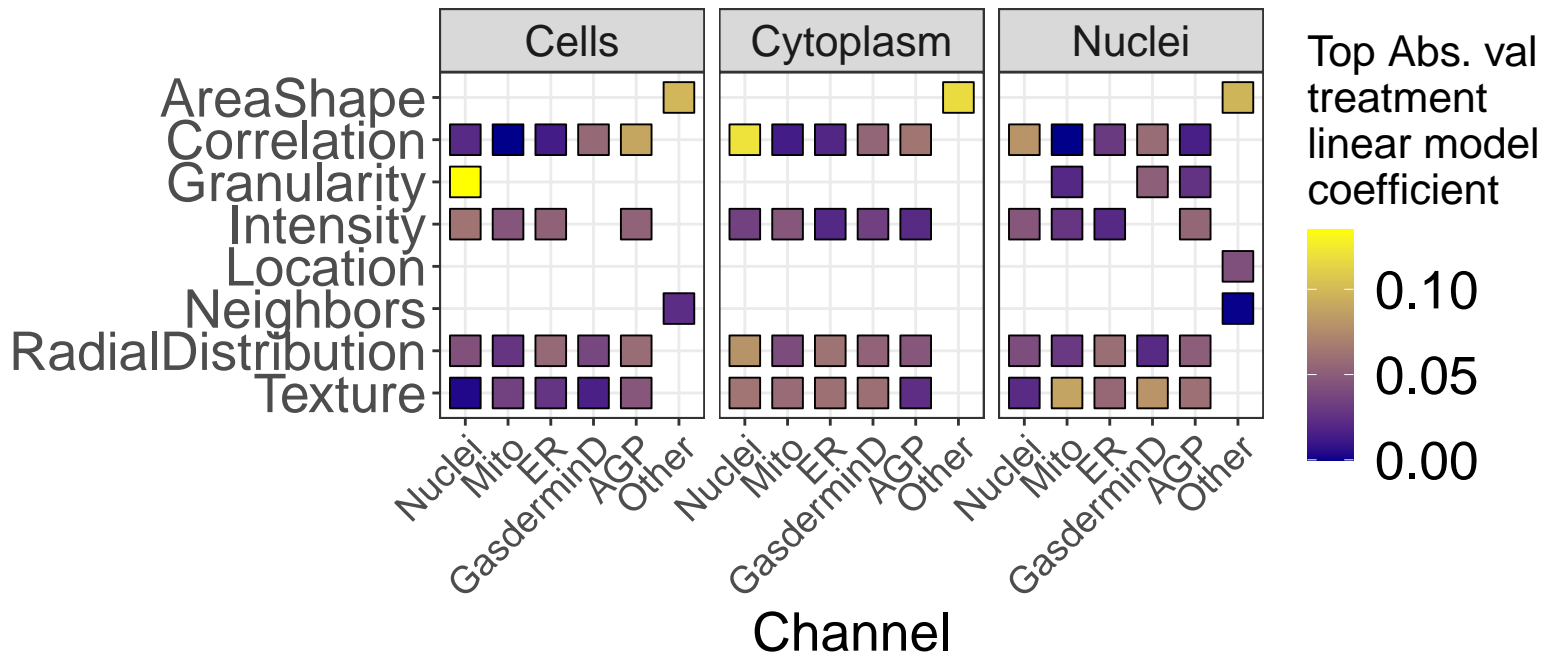 Cells
Cytoplasm
Nuclei
AreaShape
Correlation
Granularity
Intensity
Location
Neighbors
RadialDistribution
Texture
Nuclei
Mito
ER
GasderminD
AGP
Other
Nuclei
Mito
ER
GasderminD
AGP
Other
Nuclei
Mito
ER
GasderminD
AGP
Other
Channel
Top Abs. val
treatment
linear model
coefficient
0.10
0.05
0.00